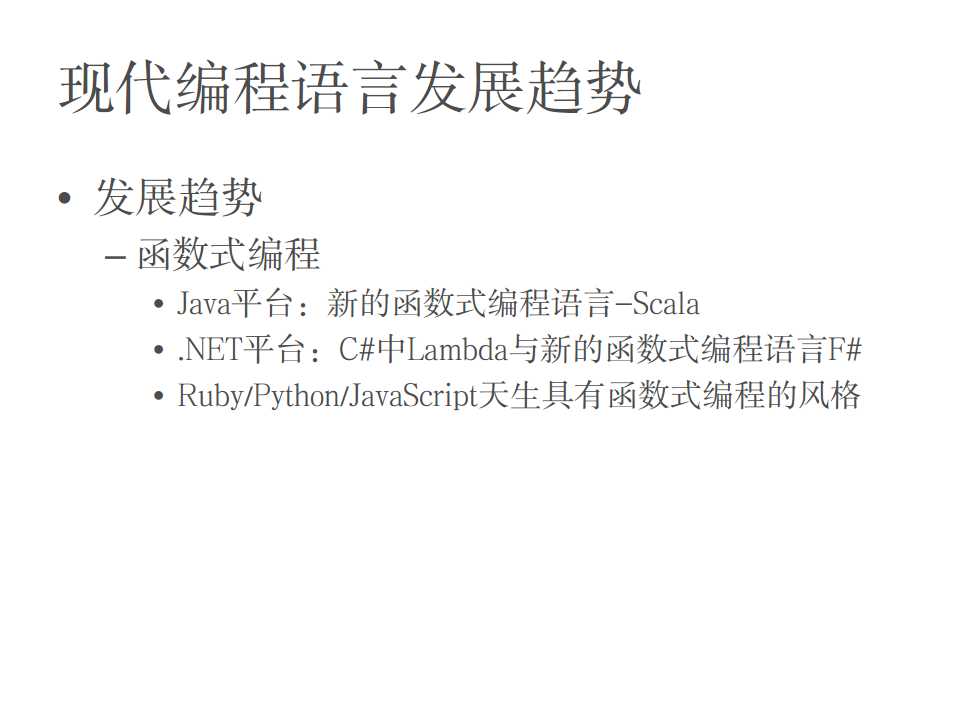 现代编程语言发展趋势
• 发展趋势
– 函数式编程
• Java平台：新的函数式编程语言–Scala
• .NET平台：C#中Lambda与新的函数式编程语言F#
• Ruby/Python/JavaScript天生具有函数式编程的风格